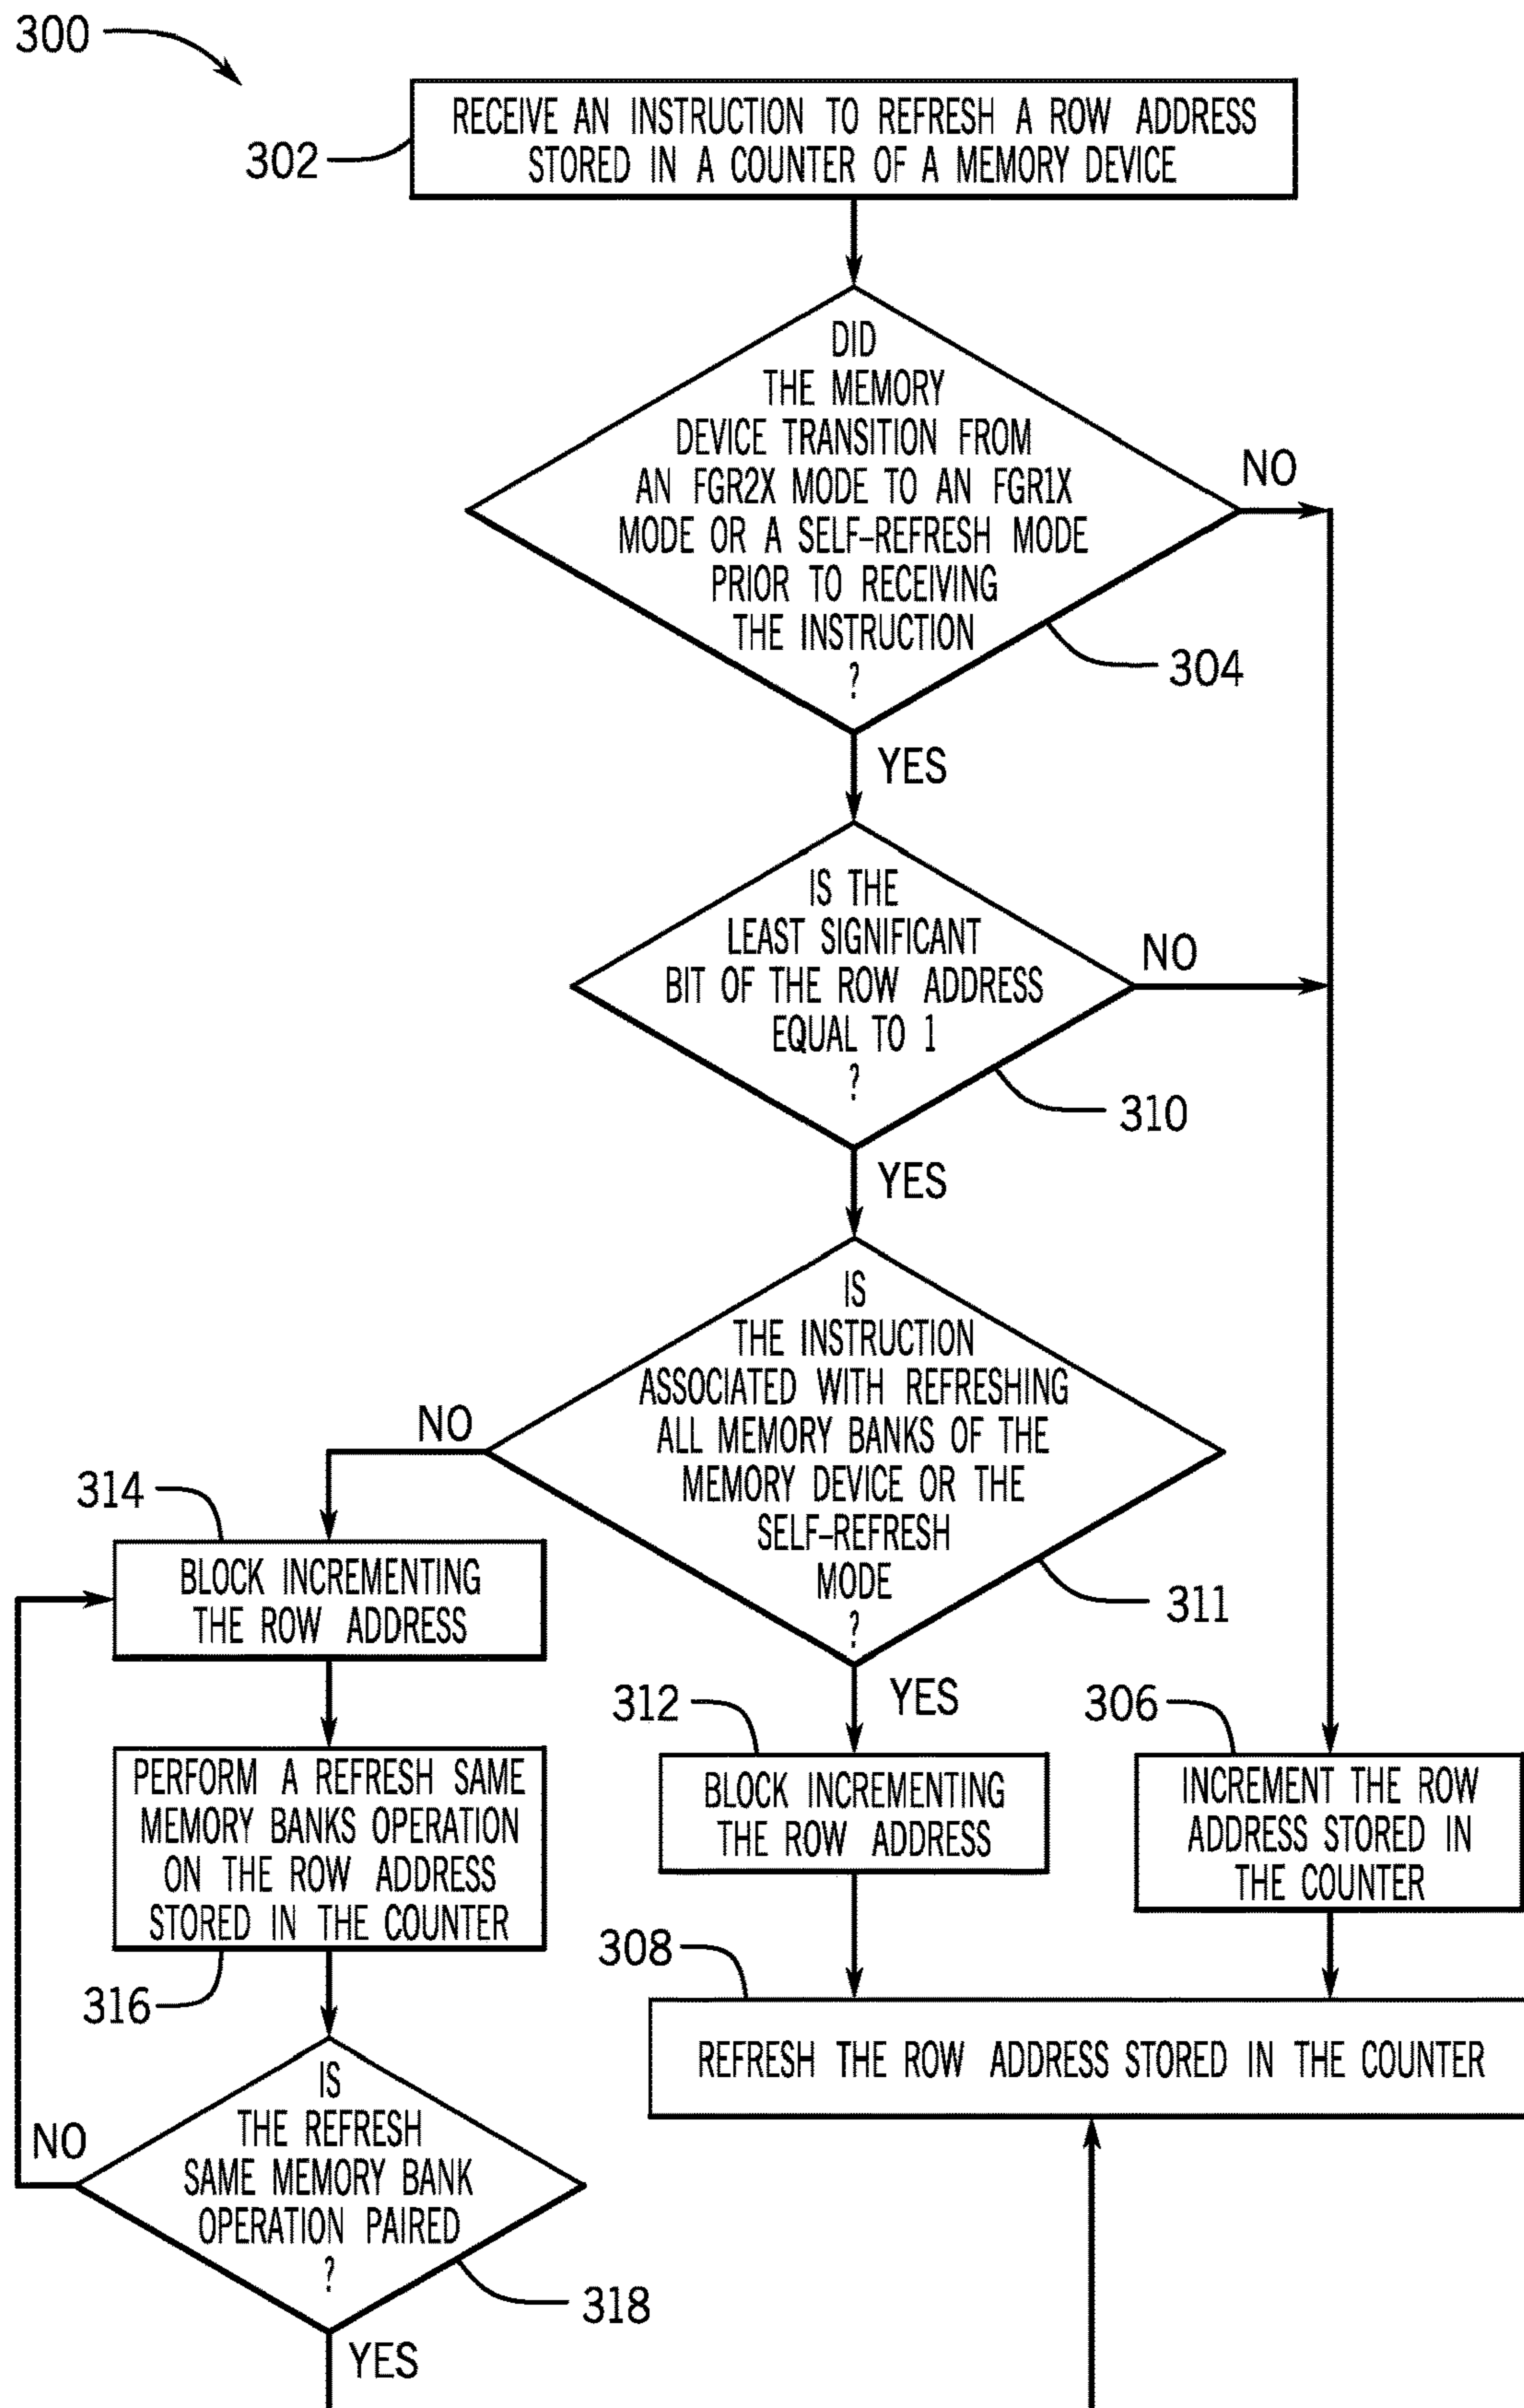 300
302
RECEIVE AN INSTRUCTION TO REFRESH A ROW ADDRESS
STORED IN A COUNTER OF A MEMORY DEVICE
DID
THE MEMORY
DEVICE TRANSITION FROM
AN FGR2X MODE TO AN FGR1X
MODE OR A SELF–REFRESH MODE
PRIOR TO RECEIVING
THE INSTRUCTION
?
NO
304
YES
IS THE
LEAST SIGNIFICANT
BIT OF THE ROW ADDRESS
EQUAL TO 1
?
NO
310
YES
IS
THE INSTRUCTION
ASSOCIATED WITH REFRESHING
ALL MEMORY BANKS OF THE
MEMORY DEVICE OR THE
SELF–REFRESH
MODE
?
NO
311
YES
314
BLOCK INCREMENTING
THE ROW ADDRESS
312
BLOCK INCREMENTING
THE ROW ADDRESS
306
INCREMENT THE ROW
ADDRESS STORED IN
THE COUNTER
PERFORM A REFRESH SAME
MEMORY BANKS OPERATION
ON THE ROW ADDRESS
STORED IN THE COUNTER
316
308
REFRESH THE ROW ADDRESS STORED IN THE COUNTER
IS
THE REFRESH
SAME MEMORY BANK
OPERATION PAIRED
?
NO
318
YES